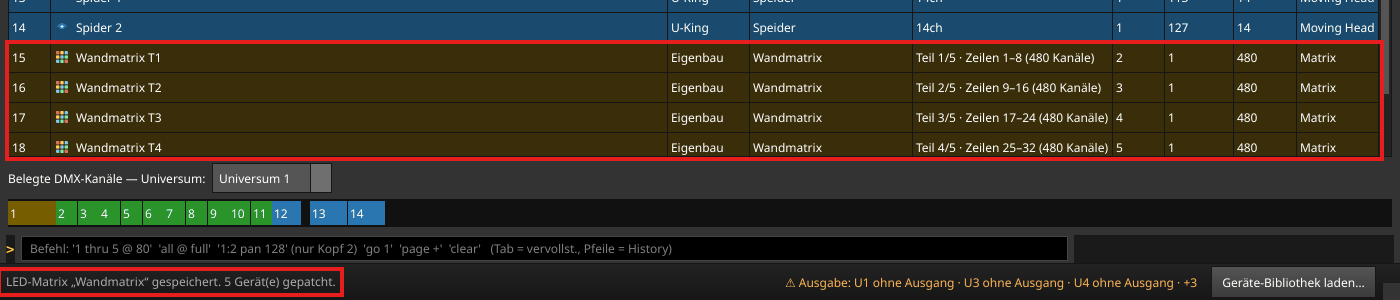 14 Spider 2 U-King Speider 14ch 1 127 14 Moving Head
15 Wandmatrix T1 Eigenbau Wandmatrix Teil 1/5 · Zeilen 1–8 (480 Kanäle) 2 1 480 Matrix
16 Wandmatrix T2 Eigenbau Wandmatrix Teil 2/5 · Zeilen 9–16 (480 Kanäle) 3 1 480 Matrix
17 Wandmatrix T3 Eigenbau Wandmatrix Teil 3/5 · Zeilen 17–24 (480 Kanäle) 4 1 480 Matrix
18 Wandmatrix T4 Eigenbau Wandmatrix Teil 4/5 · Zeilen 25–32 (480 Kanäle) 5 1 480 Matrix
Belegte DMX-Kanäle — Universum: Universum 1
1 2 3 4 5 6 7 8 9 10 11 12 13 14
> Befehl: '1 thru 5 @ 80' 'all @ full' '1:2 pan 128' (nur Kopf 2) 'go 1' 'page +' 'clear' (Tab = vervollst., Pfeile = History)
LED-Matrix „Wandmatrix“ gespeichert. 5 Gerät(e) gepatcht. ⚠ Ausgabe: U1 ohne Ausgang · U3 ohne Ausgang · U4 ohne Ausgang · +3 Geräte-Bibliothek laden...